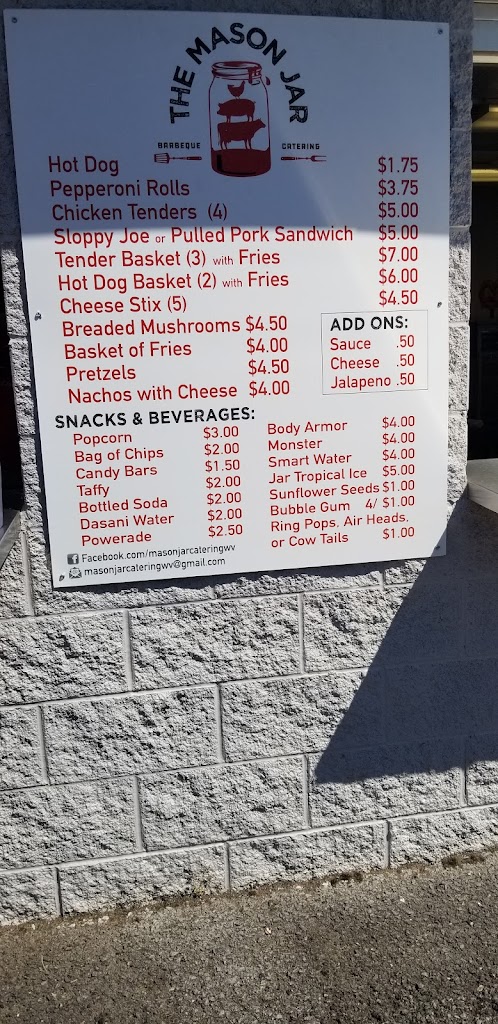 THE MASON JAR
BARBEQUE CATERING
Hot Dog $1.75
Pepperoni Rolls $3.75
Chicken Tenders (4) $5.00
Sloppy Joe or Pulled Pork Sandwich $5.00
Tender Basket (3) with Fries $7.00
Hot Dog Basket (2) with Fries $6.00
Cheese Stix (5) $4.50
Breaded Mushrooms $4.50
Basket of Fries $4.00
Pretzels $4.50
Nachos with Cheese $4.00
ADD ONS:
Sauce .50
Cheese .50
Jalapeno .50
SNACKS & BEVERAGES:
Popcorn $3.00
Bag of Chips $2.00
Candy Bars $1.50
Taffy $2.00
Bottled Soda $2.00
Dasani Water $2.00
Powerade $2.50
Body Armor $4.00
Monster $4.00
Smart Water $4.00
Jar Tropical Ice $5.00
Sunflower Seeds $1.00
Bubble Gum 4/ $1.00
Ring Pops, Air Heads,
or Cow Tails $1.00
Facebook.com/masonjarcateringwv
masonjarcateringwv@gmail.com